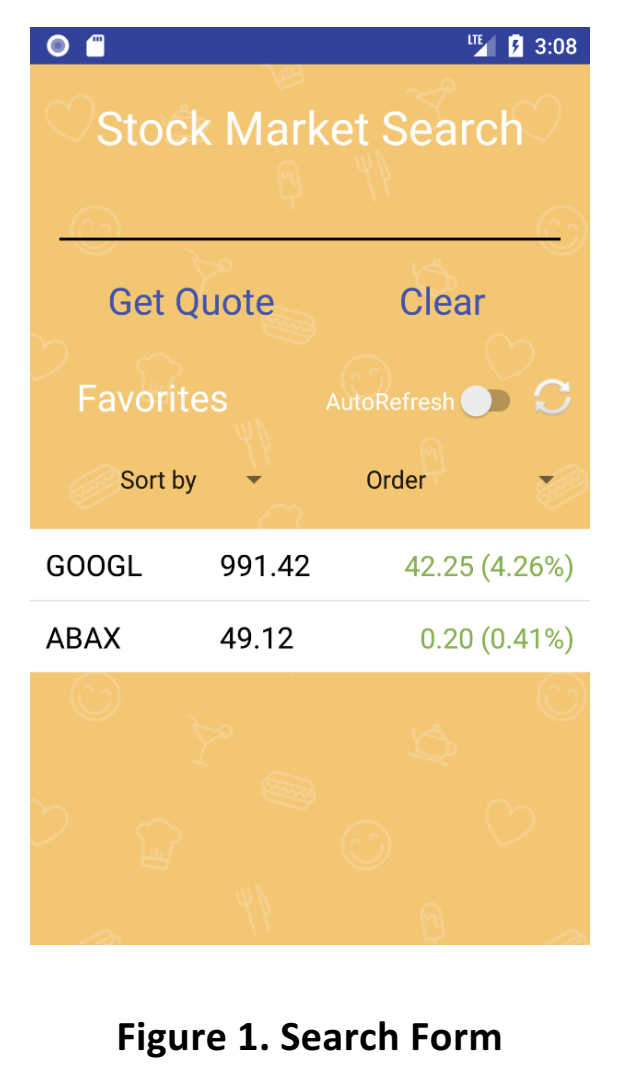 LTE 3:08
Stock Market Search
Get Quote Clear
Favorites AutoRefresh
Sort by Order
GOOGL 991.42 42.25 (4.26%)
ABAX 49.12 0.20 (0.41%)
Figure 1. Search Form